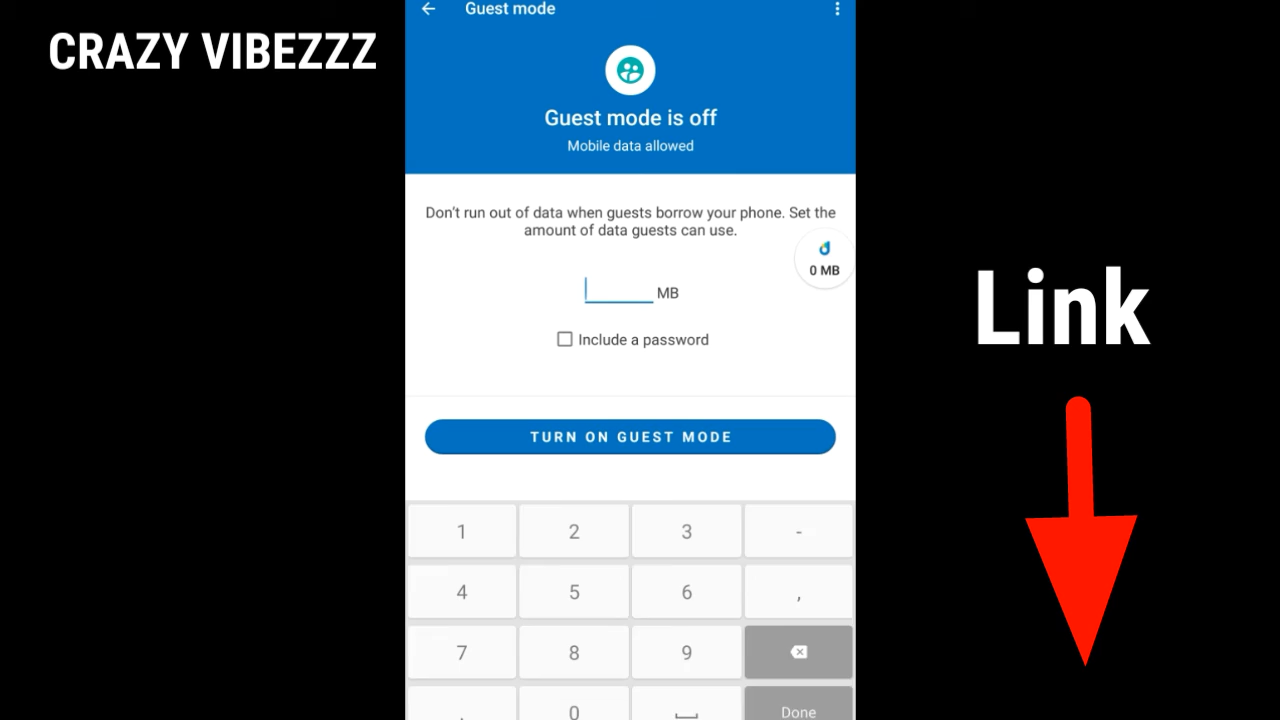 Guest mode
CRAZY VIBEZZZ
Guest mode is off
Mobile data allowed
Don't run out of data when guests borrow your phone. Set the
amount of data guests can use.
0 MB
MB
Include a password
Link
TURN ON GUEST MODE
1 2 3 -
4 5 6 ,
7 8 9
. 0 Done